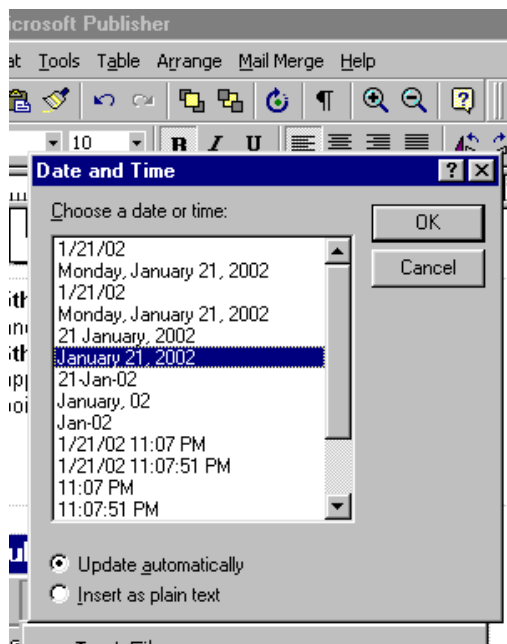 icrosoft Publisher
at Tools Table Arrange Mail Merge Help
10 B I U
Date and Time
Choose a date or time:
OK
1/21/02
Monday, January 21, 2002
Cancel
1/21/02
Monday, January 21, 2002
21 January, 2002
January 21, 2002
21-Jan-02
January, 02
Jan-02
1/21/02 11:07 PM
1/21/02 11:07:51 PM
11:07 PM
11:07:51 PM
Update automatically
Insert as plain text